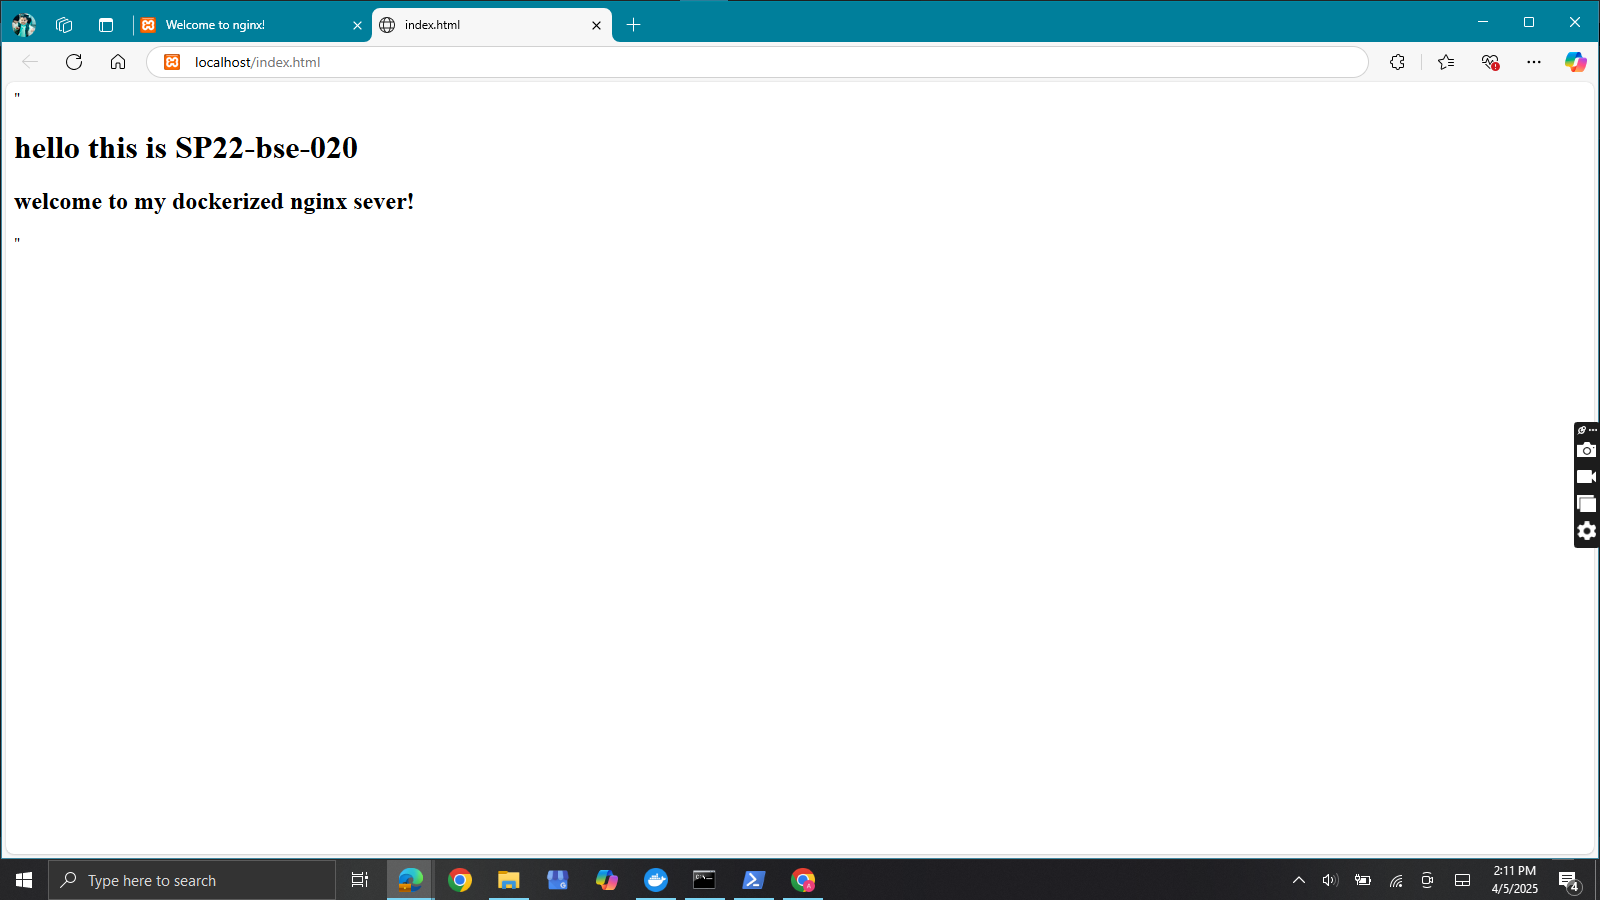 Welcome to nginx!
index.html
localhost/index.html
"
hello this is SP22-bse-020
welcome to my dockerized nginx sever!
"
Type here to search
2:11 PM
4/5/2025
4